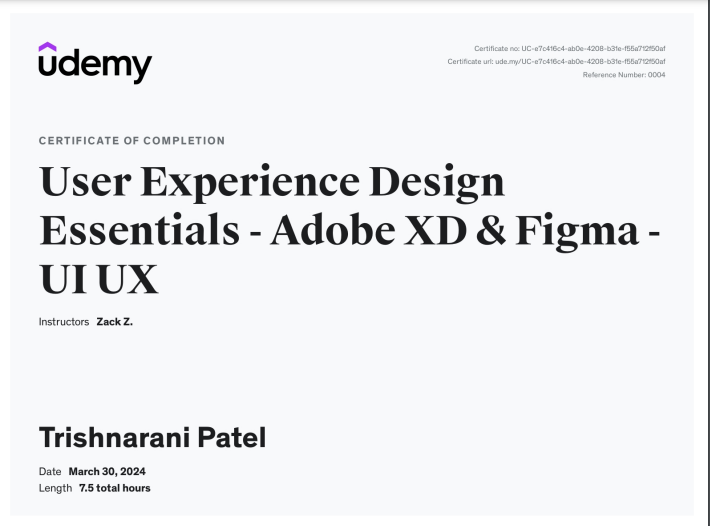 udemy
Certificate no: UC-e7c416c4-ab0e-4208-b31e-f55a712f50af
Certificate url: ude.my/UC-e7c416c4-ab0e-4208-b31e-f55a712f50af
Reference Number: 0004
CERTIFICATE OF COMPLETION
User Experience Design
Essentials - Adobe XD & Figma -
UI UX
Instructors Zack Z.
Trishnarani Patel
Date March 30, 2024
Length 7.5 total hours